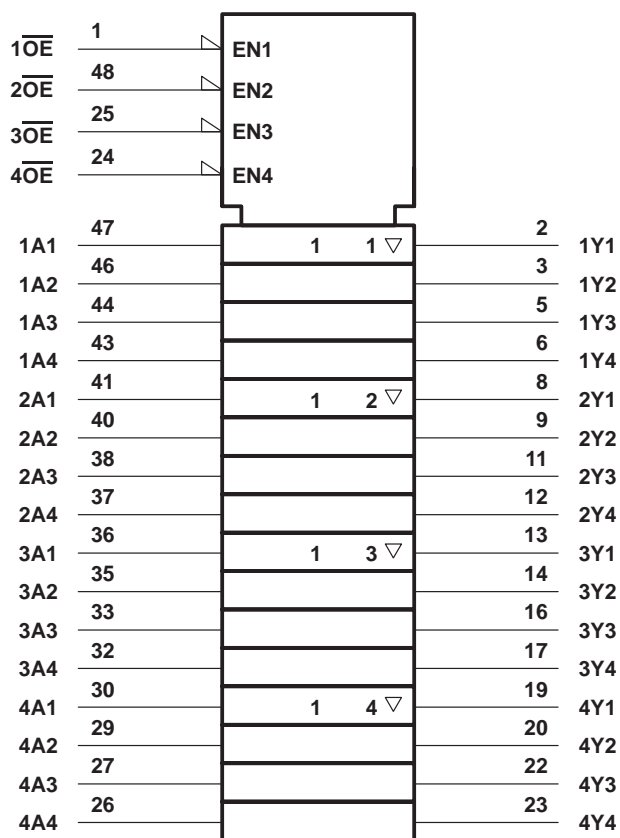 1
1O̅E̅ EN1
48
2O̅E̅ EN2
25
3O̅E̅ EN3
24
4O̅E̅ EN4
47 2
1A1 1 1 ▽ 1Y1
46 3
1A2 1Y2
44 5
1A3 1Y3
43 6
1A4 1Y4
41 8
2A1 1 2 ▽ 2Y1
40 9
2A2 2Y2
38 11
2A3 2Y3
37 12
2A4 2Y4
36 13
3A1 1 3 ▽ 3Y1
35 14
3A2 3Y2
33 16
3A3 3Y3
32 17
3A4 3Y4
30 19
4A1 1 4 ▽ 4Y1
29 20
4A2 4Y2
27 22
4A3 4Y3
26 23
4A4 4Y4